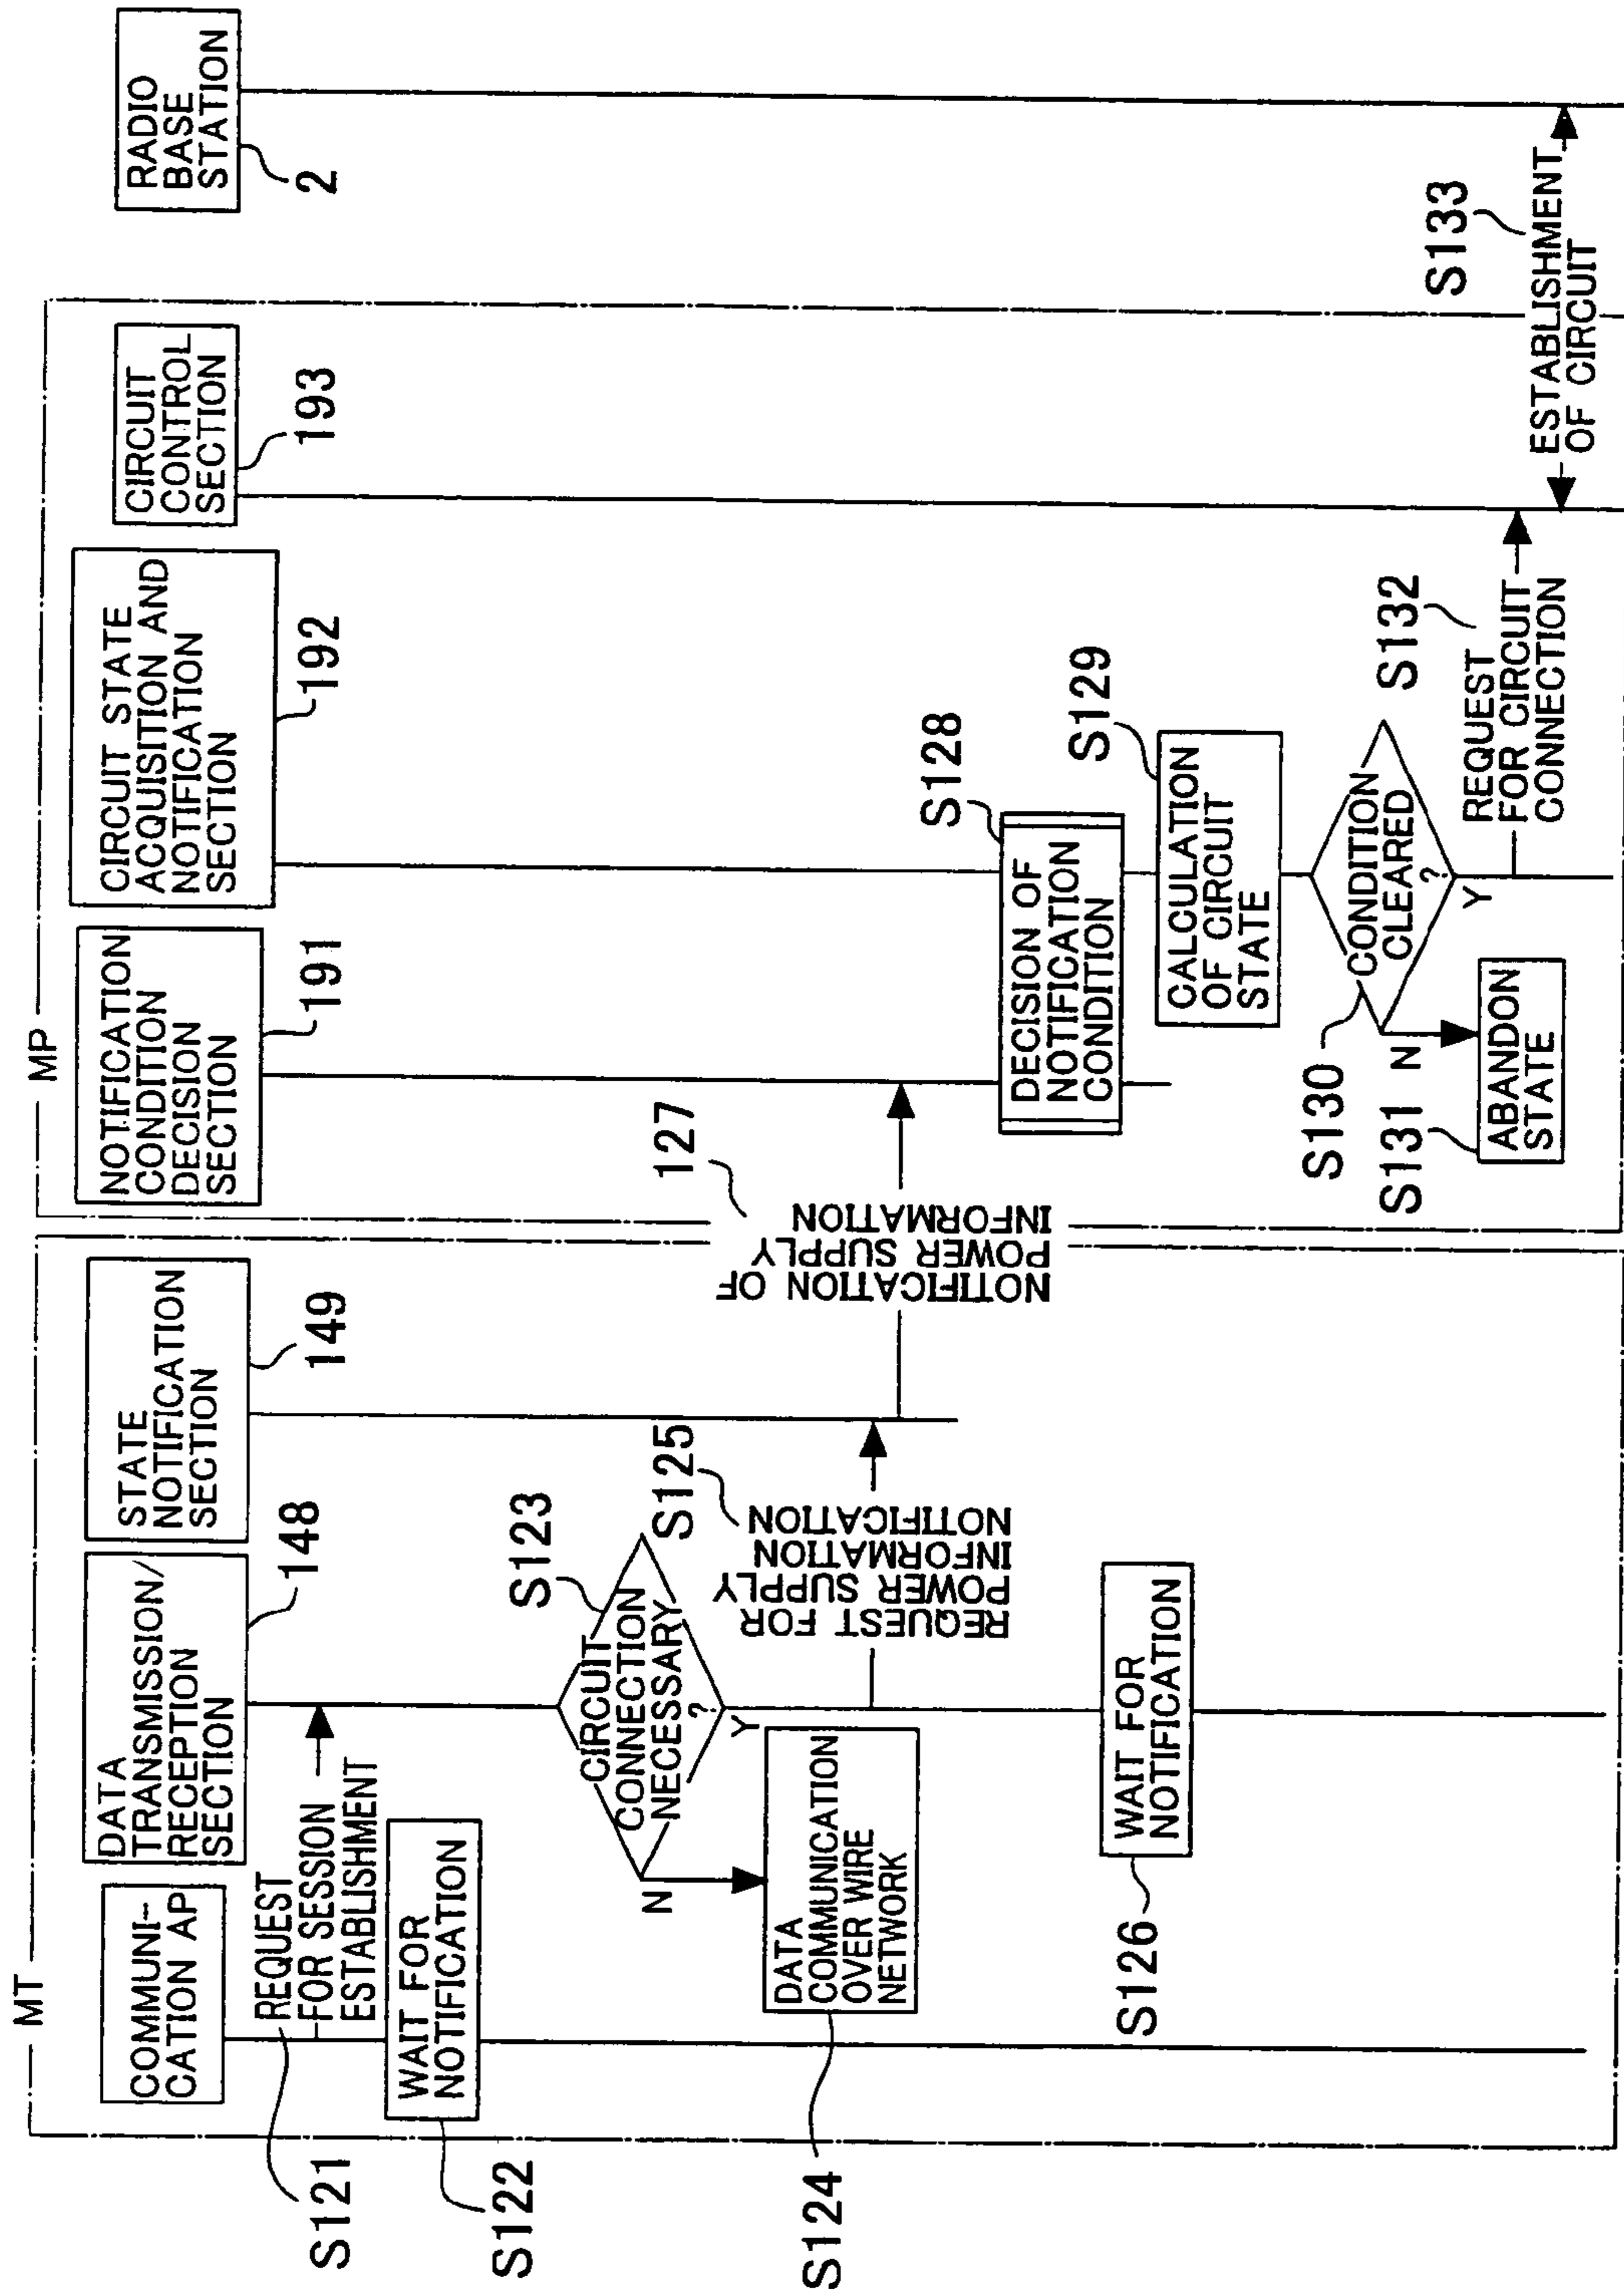 MT
MP
COMMUNI-
CATION AP
DATA
TRANSMISSION/
RECEPTION
SECTION
148
STATE
NOTIFICATION
SECTION
149
NOTIFICATION
CONDITION
DECISION
SECTION
191
CIRCUIT STATE
ACQUISITION AND
NOTIFICATION
SECTION
192
CIRCUIT
CONTROL
SECTION
193
RADIO
BASE
STATION
2
S121
REQUEST
FOR SESSION
ESTABLISHMENT
S122
WAIT FOR
NOTIFICATION
S123
CIRCUIT
CONNECTION
NECESSARY
?
N
Y
S124
DATA
COMMUNICATION
OVER WIRE
NETWORK
S125
REQUEST FOR
POWER SUPPLY
INFORMATION
NOTIFICATION
S126
WAIT FOR
NOTIFICATION
127
NOTIFICATION OF
POWER SUPPLY
INFORMATION
S128
DECISION OF
NOTIFICATION
CONDITION
S129
CALCULATION
OF CIRCUIT
STATE
S130
CONDITION
CLEARED
?
N
Y
S131
ABANDON
STATE
S132
REQUEST
FOR CIRCUIT
CONNECTION
S133
ESTABLISHMENT
OF CIRCUIT